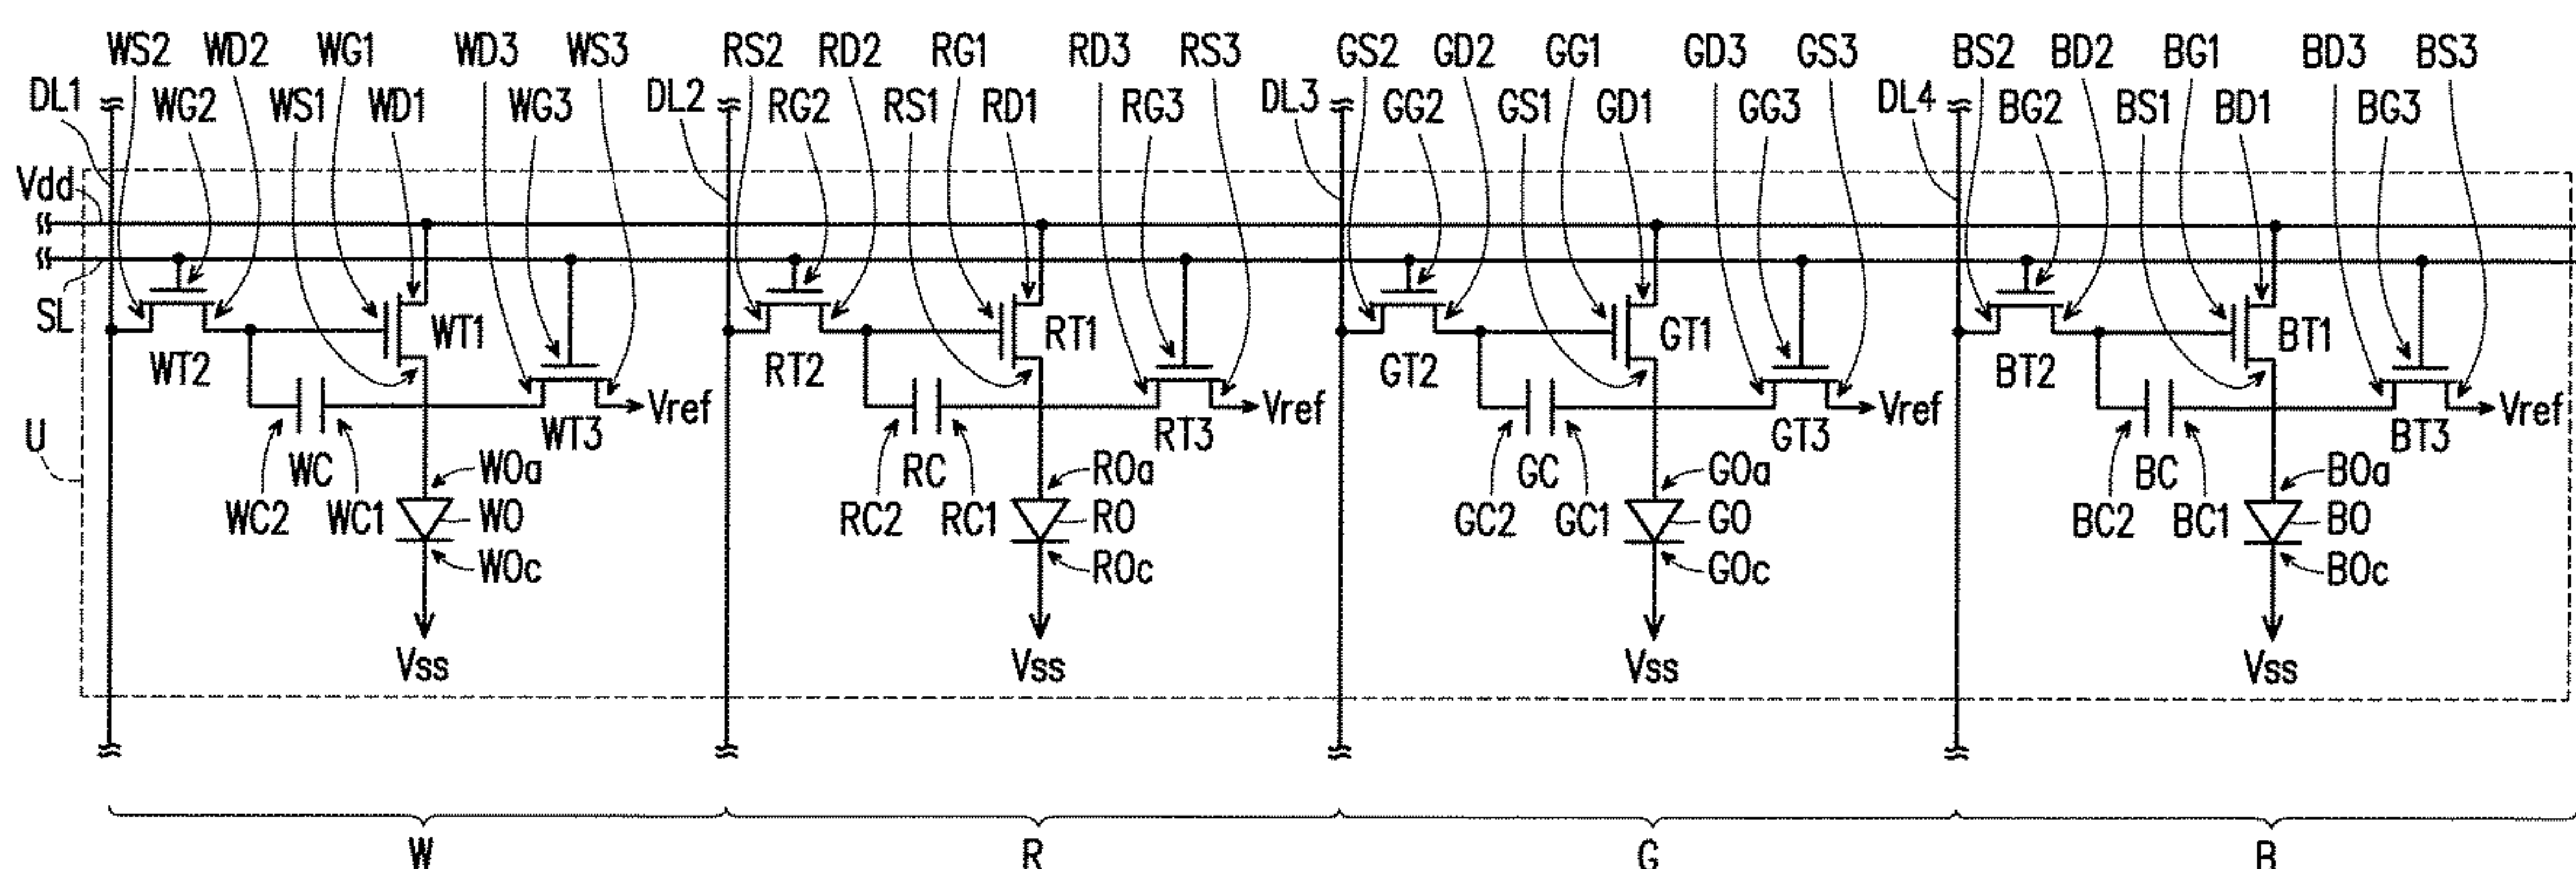 WS2 WD2 WG1 WD3 WS3 RS2 RD2 RG1 RD3 RS3 GS2 GD2 GG1 GD3 GS3 BS2 BD2 BG1 BD3 BS3
DL1 WG2 WS1 WD1 WG3 DL2 RG2 RS1 RD1 RG3 DL3 GG2 GS1 GD1 GG3 DL4 BG2 BS1 BD1 BG3
Vdd
SL WT1 RT1 GT1 BT1
WT2 RT2 GT2 BT2
Vref Vref Vref Vref
U WT3 RT3 GT3 BT3
WC WOa RC ROa GC GOa BC BOa
WC2 WC1 WO RC2 RC1 RO GC2 GC1 GO BC2 BC1 BO
WOc ROc GOc BOc
Vss Vss Vss Vss
W R G B